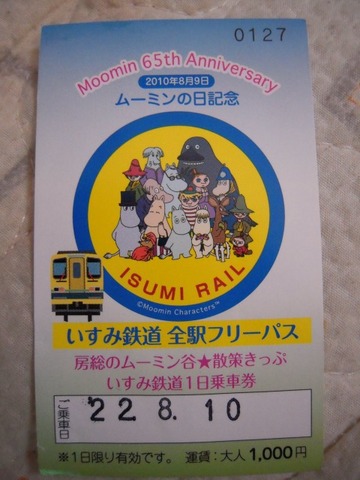 0127
Moomin 65th Anniversary
2010年8月9日
ムーミンの日記念
ISUMI RAIL
©Moomin Characters™
いすみ鉄道 全駅フリーパス
房総のムーミン谷★散策きっぷ
いすみ鉄道1日乗車券
ご乗車日
'22.8.10
※1日限り有効です。 運賃:大人1,000円